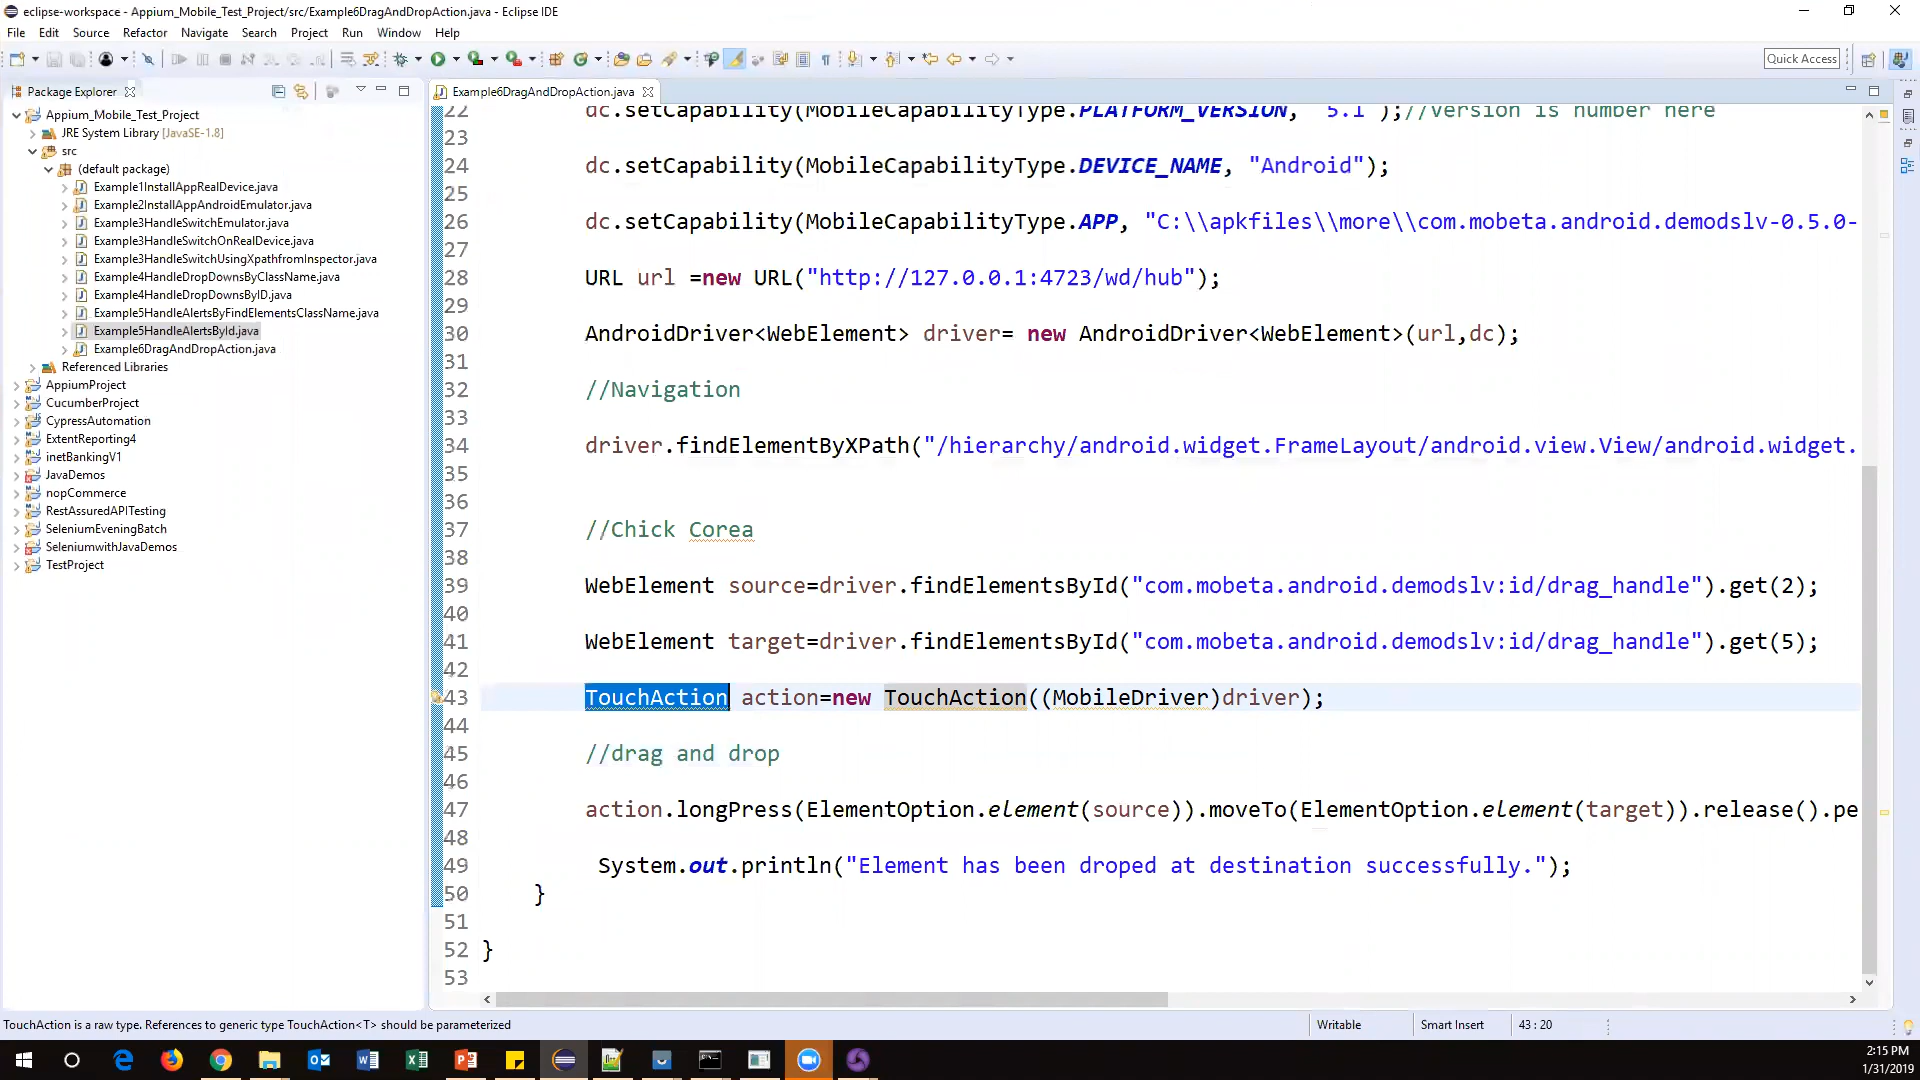 eclipse-workspace - Appium_Mobile_Test_Project/src/Example6DragAndDropAction.java - Eclipse IDE
File Edit Source Refactor Navigate Search Project Run Window Help
Quick Access
Package Explorer
Appium_Mobile_Test_Project
JRE System Library [JavaSE-1.8]
src
(default package)
Example1InstallAppRealDevice.java
Example2InstallAppAndroidEmulator.java
Example3HandleSwitchEmulator.java
Example3HandleSwitchOnRealDevice.java
Example3HandleSwitchUsingXpathfromInspector.java
Example4HandleDropDownsByClassName.java
Example4HandleDropDownsByID.java
Example5HandleAlertsByFindElementsClassName.java
Example5HandleAlertsById.java
Example6DragAndDropAction.java
Referenced Libraries
AppiumProject
CucumberProject
CypressAutomation
ExtentReporting4
inetBankingV1
JavaDemos
nopCommerce
RestAssuredAPITesting
SeleniumEveningBatch
SeleniumwithJavaDemos
TestProject
Example6DragAndDropAction.java
22 dc.setCapability(MobileCapabilityType.PLATFORM_VERSION, "5.1");//Version is number here
23
24 dc.setCapability(MobileCapabilityType.DEVICE_NAME, "Android");
25
26 dc.setCapability(MobileCapabilityType.APP, "C:\\apkfiles\\more\\com.mobeta.android.demodslv-0.5.0-
27
28 URL url =new URL("http://127.0.0.1:4723/wd/hub");
29
30 AndroidDriver<WebElement> driver= new AndroidDriver<WebElement>(url,dc);
31
32 //Navigation
33
34 driver.findElementByXPath("/hierarchy/android.widget.FrameLayout/android.view.View/android.widget.
35
36
37 //Chick Corea
38
39 WebElement source=driver.findElementsById("com.mobeta.android.demodslv:id/drag_handle").get(2);
40
41 WebElement target=driver.findElementsById("com.mobeta.android.demodslv:id/drag_handle").get(5);
42
43 TouchAction action=new TouchAction((MobileDriver)driver);
44
45 //drag and drop
46
47 action.longPress(ElementOption.element(source)).moveTo(ElementOption.element(target)).release().pe
48
49 System.out.println("Element has been droped at destination successfully.");
50 }
51
52 }
53
TouchAction is a raw type. References to generic type TouchAction<T> should be parameterized
Writable Smart Insert 43 : 20
2:15 PM
1/31/2019